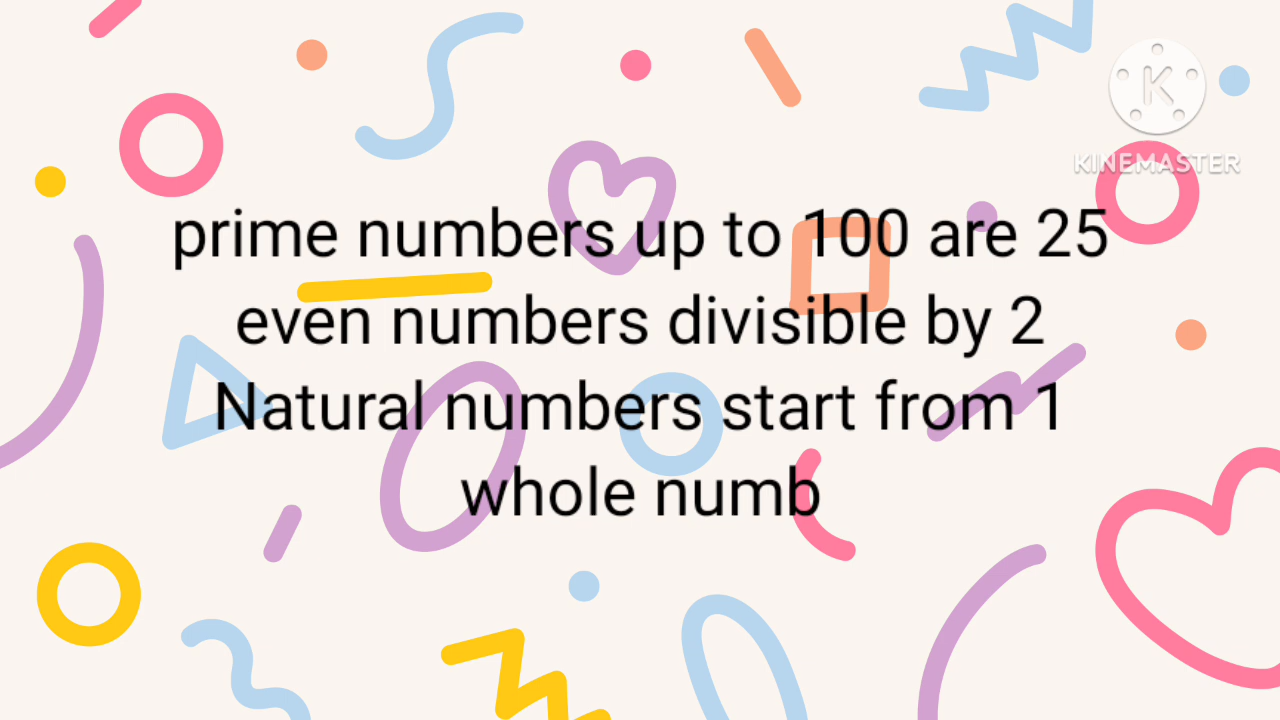 K
KINEMASTER
prime numbers up to 100 are 25
even numbers divisible by 2
Natural numbers start from 1
whole numb